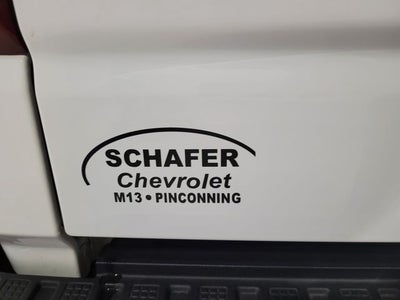 SCHAFER
Chevrolet
M13 • PINCONNING